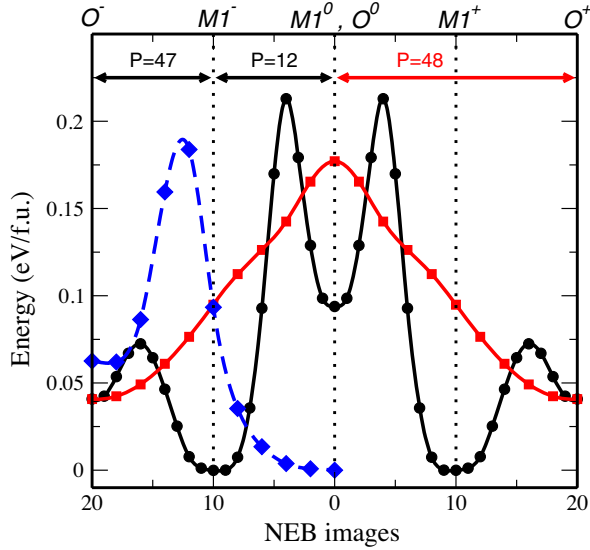 O⁻ M1⁻ M1⁰ , O⁰ M1⁺ O⁺
P=47 P=12 P=48
0.2
0.15
0.1
0.05
0
Energy (eV/f.u.)
20 10 0 10 20
NEB images